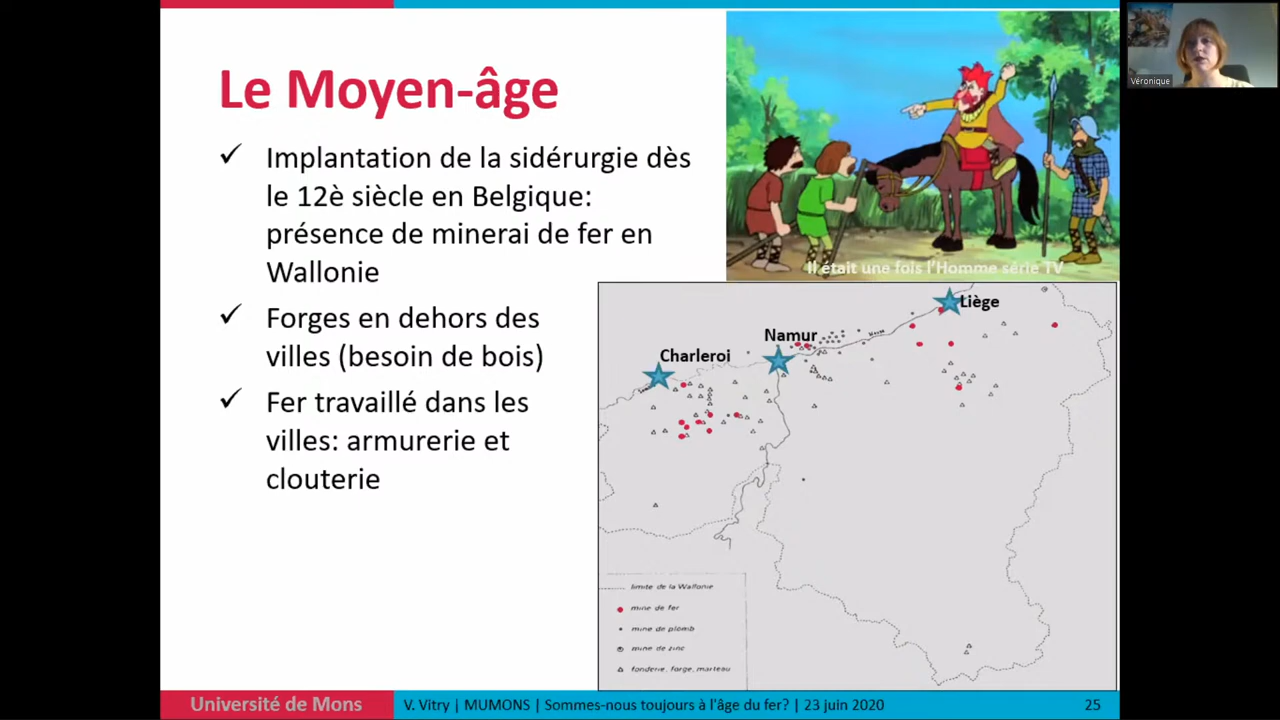 Le Moyen-âge
✓ Implantation de la sidérurgie dès
le 12è siècle en Belgique:
présence de minerai de fer en
Wallonie
✓ Forges en dehors des
villes (besoin de bois)
✓ Fer travaillé dans les
villes: armurerie et
clouterie
Il était une fois l'Homme série TV
Véronique
Liège
Namur
Charleroi
limite de la Wallonie
mine de fer
mine de plomb
mine de zinc
fonderie, forge, marteau
Université de Mons
V. Vitry | MUMONS | Sommes-nous toujours à l'âge du fer? | 23 juin 2020
25